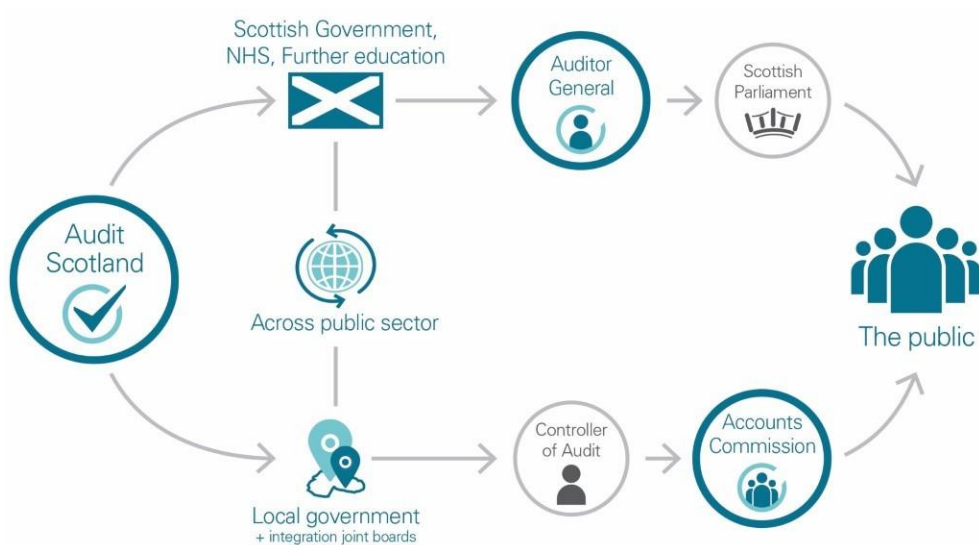 Scottish Government,
NHS, Further education
Auditor
General
Scottish
Parliament
Audit
Scotland
Across public sector
The public
Controller
of Audit
Accounts
Commission
Local government
+ integration joint boards